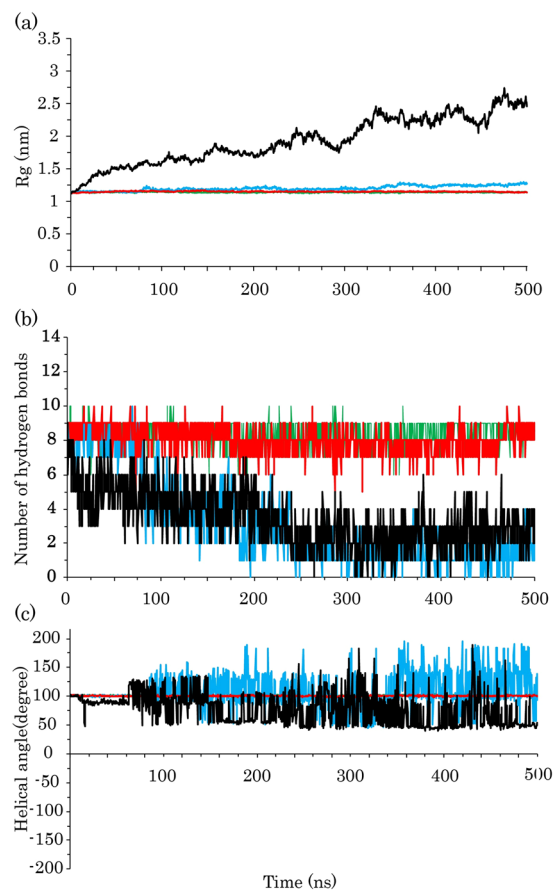 (a)
3.5
3
2.5
2
1.5
1
0.5
0
Rg (nm)
0 100 200 300 400 500
(b)
14
12
10
8
6
4
2
0
Number of hydrogen bonds
0 100 200 300 400 500
(c)
200
150
100
50
0
-50
-100
-150
-200
Helical angle(degree)
100 200 300 400 500
Time (ns)